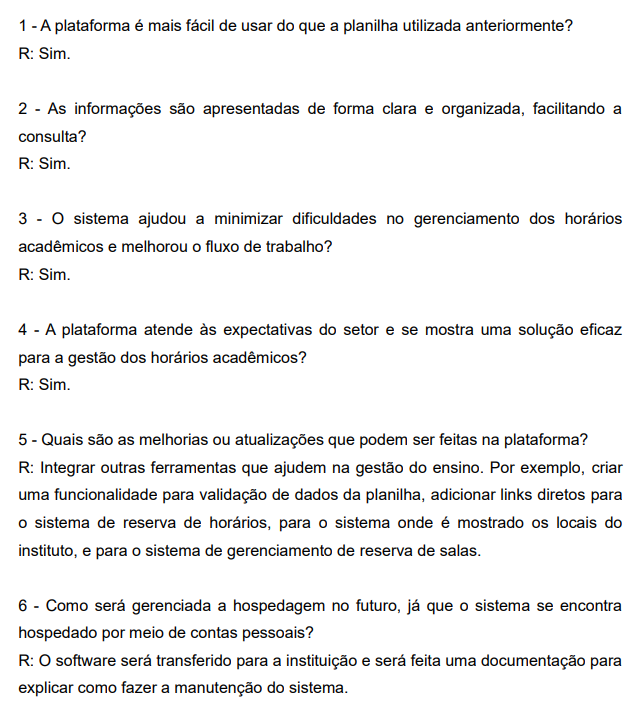 1 - A plataforma é mais fácil de usar do que a planilha utilizada anteriormente?
R: Sim.
2 - As informações são apresentadas de forma clara e organizada, facilitando a
consulta?
R: Sim.
3 - O sistema ajudou a minimizar dificuldades no gerenciamento dos horários
acadêmicos e melhorou o fluxo de trabalho?
R: Sim.
4 - A plataforma atende às expectativas do setor e se mostra uma solução eficaz
para a gestão dos horários acadêmicos?
R: Sim.
5 - Quais são as melhorias ou atualizações que podem ser feitas na plataforma?
R: Integrar outras ferramentas que ajudem na gestão do ensino. Por exemplo, criar
uma funcionalidade para validação de dados da planilha, adicionar links diretos para
o sistema de reserva de horários, para o sistema onde é mostrado os locais do
instituto, e para o sistema de gerenciamento de reserva de salas.
6 - Como será gerenciada a hospedagem no futuro, já que o sistema se encontra
hospedado por meio de contas pessoais?
R: O software será transferido para a instituição e será feita uma documentação para
explicar como fazer a manutenção do sistema.